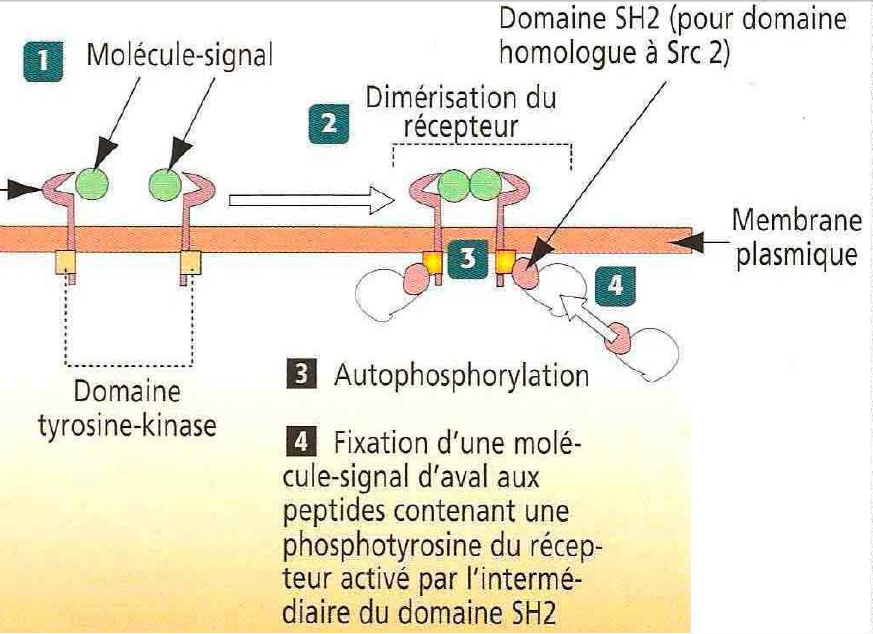 Domaine SH2 (pour domaine
homologue à Src 2)
1 Molécule-signal
2 Dimérisation du
récepteur
Membrane
plasmique
3
4
Domaine
tyrosine-kinase
3 Autophosphorylation
4 Fixation d'une molé-
cule-signal d'aval aux
peptides contenant une
phosphotyrosine du récep-
teur activé par l'intermé-
diaire du domaine SH2